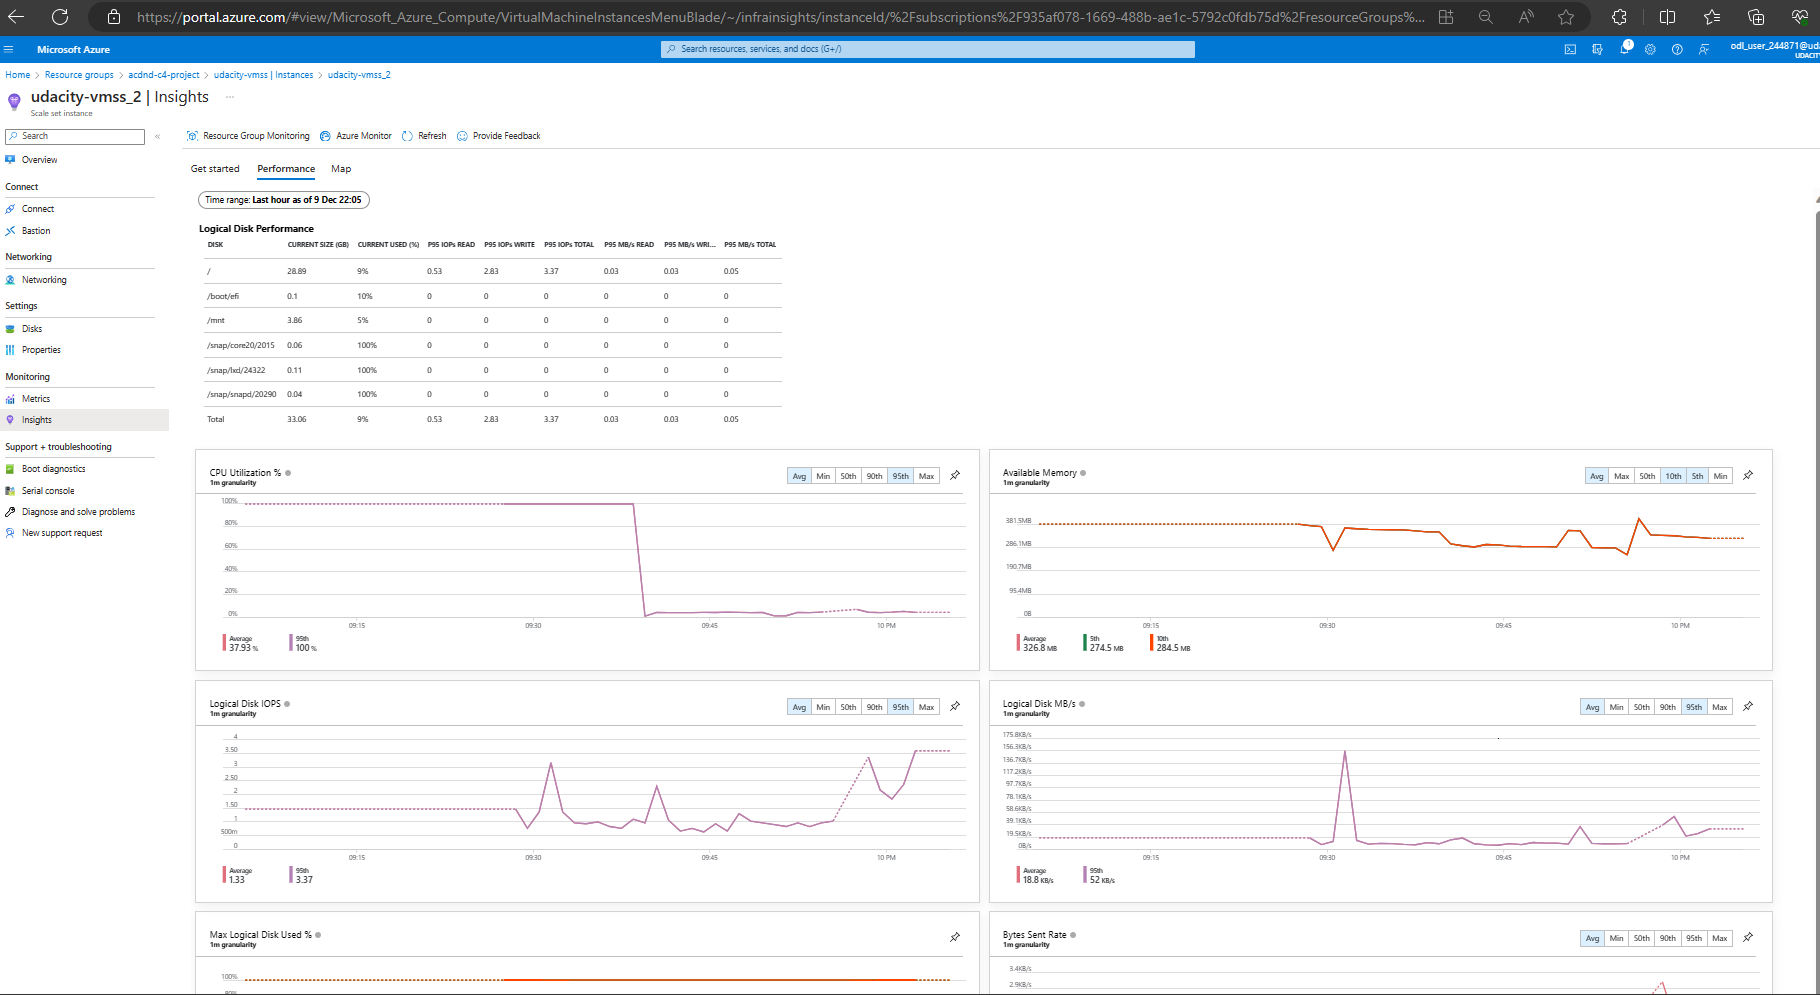 https://portal.azure.com/#view/Microsoft_Azure_Compute/VirtualMachineInstancesMenuBlade/~/infrainsights/instanceId/%2Fsubscriptions%2F935af078-1669-488b-ae1c-5792c0fdb75d%2FresourceGroups%...
Microsoft Azure
Search resources, services, and docs (G+/)
1
odl_user_244871@ud
UDACIT
Home > Resource groups > acdnd-c4-project > udacity-vmss | Instances > udacity-vmss_2
udacity-vmss_2 | Insights ...
Scale set instance
Search
«
Overview
Connect
Connect
Bastion
Networking
Networking
Settings
Disks
Properties
Monitoring
Metrics
Insights
Support + troubleshooting
Boot diagnostics
Serial console
Diagnose and solve problems
New support request
Resource Group Monitoring Azure Monitor Refresh Provide Feedback
Get started Performance Map
Time range: Last hour as of 9 Dec 22:05
Logical Disk Performance
DISK CURRENT SIZE (GB) CURRENT USED (%) P95 IOPs READ P95 IOPs WRITE P95 IOPs TOTAL P95 MB/s READ P95 MB/s WRI... P95 MB/s TOTAL
/ 28.89 9% 0.53 2.83 3.37 0.03 0.03 0.05
/boot/efi 0.1 10% 0 0 0 0 0 0
/mnt 3.86 5% 0 0 0 0 0 0
/snap/core20/2015 0.06 100% 0 0 0 0 0 0
/snap/lxd/24322 0.11 100% 0 0 0 0 0 0
/snap/snapd/20290 0.04 100% 0 0 0 0 0 0
Total 33.06 9% 0.53 2.83 3.37 0.03 0.03 0.05
CPU Utilization %
1m granularity
Avg Min 50th 90th 95th Max
100%
80%
60%
40%
20%
0%
09:15 09:30 09:45 10 PM
Average 95th
37.93 % 100 %
Available Memory
1m granularity
Avg Max 50th 10th 5th Min
381.5MB
286.1MB
190.7MB
95.4MB
0B
09:15 09:30 09:45 10 PM
Average 5th 10th
326.8 MB 274.5 MB 284.5 MB
Logical Disk IOPS
1m granularity
Avg Min 50th 90th 95th Max
4
3.50
3
2.50
2
1.50
1
500m
0
09:15 09:30 09:45 10 PM
Average 95th
1.33 3.37
Logical Disk MB/s
1m granularity
Avg Min 50th 90th 95th Max
175.8KB/s
156.3KB/s
136.7KB/s
117.2KB/s
97.7KB/s
78.1KB/s
58.6KB/s
39.1KB/s
19.5KB/s
0B/s
09:15 09:30 09:45 10 PM
Average 95th
18.8 KB/s 52 KB/s
Max Logical Disk Used %
1m granularity
100%
80%
Bytes Sent Rate
1m granularity
Avg Min 50th 90th 95th Max
3.4KB/s
2.9KB/s